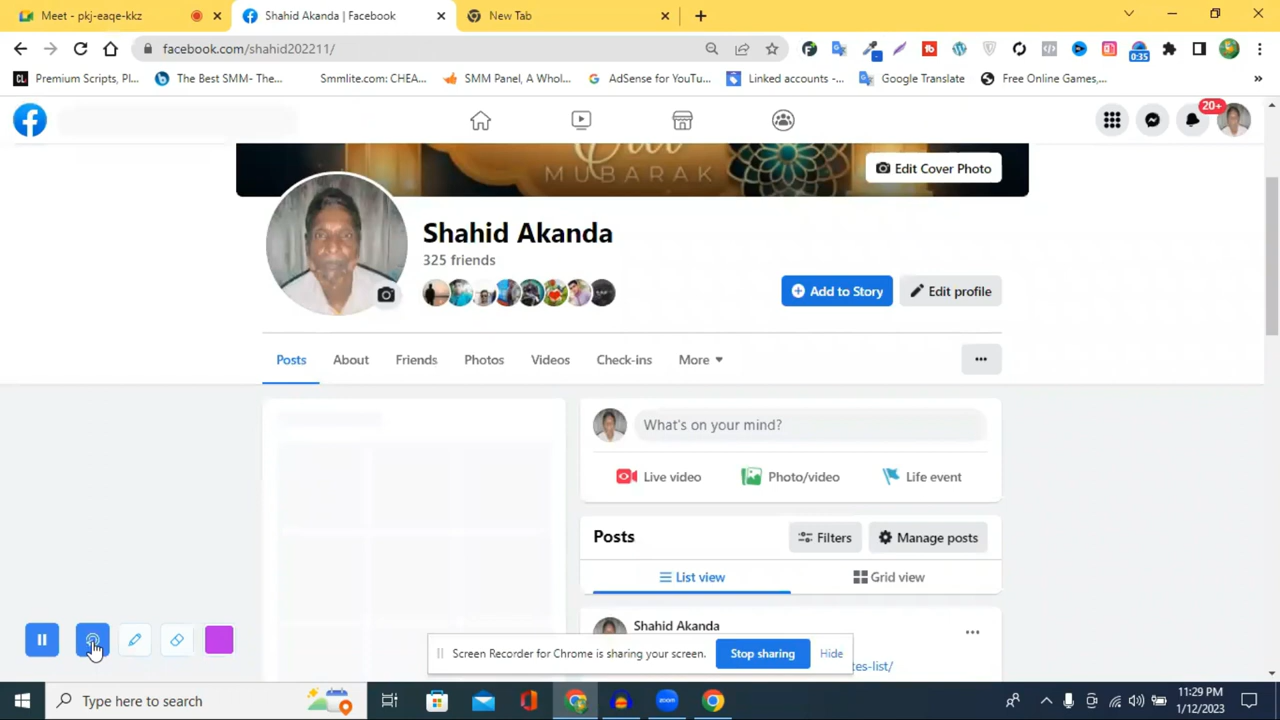 Meet - pkj-eaqe-kkz
Shahid Akanda | Facebook
New Tab
facebook.com/shahid202211/
0:35
Premium Scripts, Pl...
The Best SMM- The...
Smmlite.com: CHEA...
SMM Panel, A Whol...
AdSense for YouTu...
Linked accounts -...
Google Translate
Free Online Games,...
20+
MUBARAK
Edit Cover Photo
Shahid Akanda
325 friends
Add to Story
Edit profile
Posts
About
Friends
Photos
Videos
Check-ins
More
What's on your mind?
Live video
Photo/video
Life event
Posts
Filters
Manage posts
List view
Grid view
Shahid Akanda
tes-list/
Screen Recorder for Chrome is sharing your screen.
Stop sharing
Hide
Type here to search
zoom
11:29 PM
1/12/2023